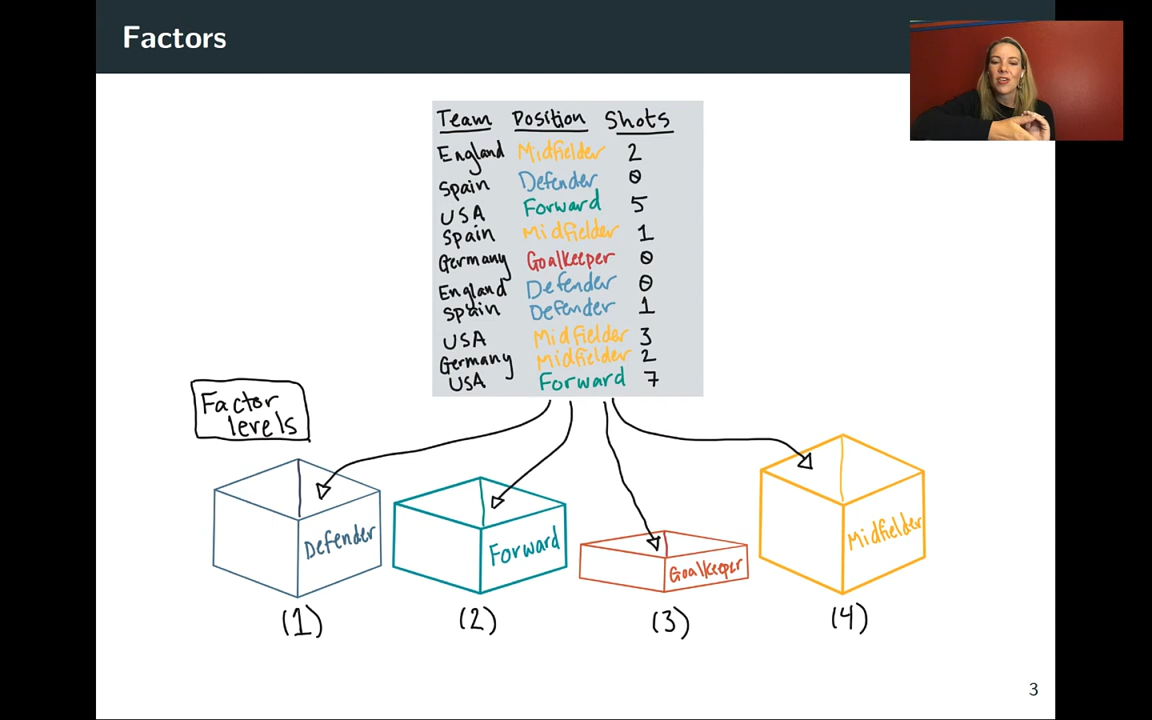 Factors
Team Position Shots
England Midfielder 2
Spain Defender 0
USA Forward 5
Spain Midfielder 1
Germany Goalkeeper 0
England Defender 0
Spain Defender 1
USA Midfielder 3
Germany Midfielder 2
USA Forward 7
Factor
levels
Defender
Forward
Goalkeeper
Midfielder
(1) (2) (3) (4)
3